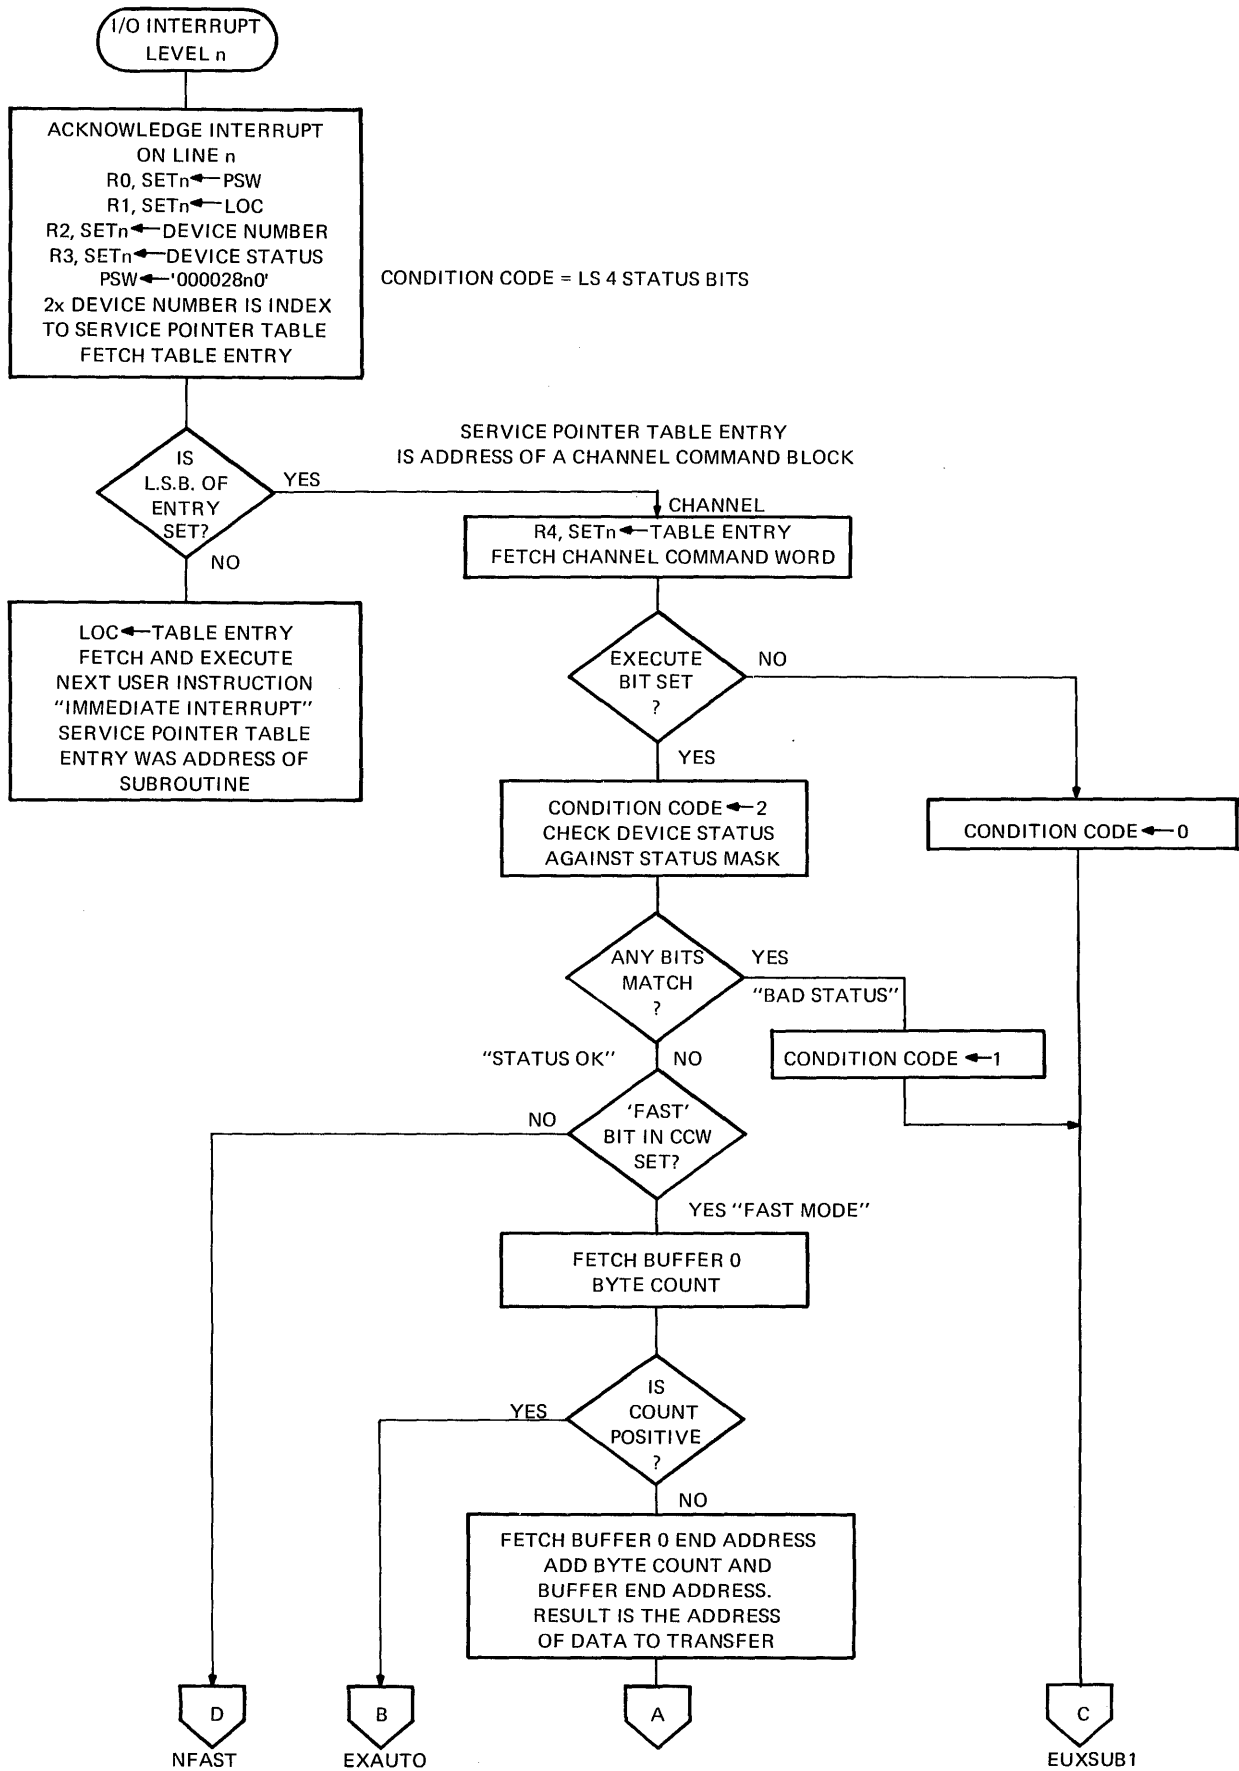 I/O INTERRUPT
LEVEL n
ACKNOWLEDGE INTERRUPT
ON LINE n
R0, SETn←PSW
R1, SETn←LOC
R2, SETn←DEVICE NUMBER
R3, SETn←DEVICE STATUS
PSW←'000028n0'
2x DEVICE NUMBER IS INDEX
TO SERVICE POINTER TABLE
FETCH TABLE ENTRY
CONDITION CODE = LS 4 STATUS BITS
IS
L.S.B. OF
ENTRY
SET?
YES
NO
SERVICE POINTER TABLE ENTRY
IS ADDRESS OF A CHANNEL COMMAND BLOCK
CHANNEL
R4, SETn←TABLE ENTRY
FETCH CHANNEL COMMAND WORD
LOC←TABLE ENTRY
FETCH AND EXECUTE
NEXT USER INSTRUCTION
"IMMEDIATE INTERRUPT"
SERVICE POINTER TABLE
ENTRY WAS ADDRESS OF
SUBROUTINE
EXECUTE
BIT SET
?
NO
YES
CONDITION CODE←2
CHECK DEVICE STATUS
AGAINST STATUS MASK
CONDITION CODE←0
ANY BITS
MATCH
?
YES
"BAD STATUS"
CONDITION CODE ←1
"STATUS OK"
NO
'FAST'
BIT IN CCW
SET?
NO
YES "FAST MODE"
FETCH BUFFER 0
BYTE COUNT
IS
COUNT
POSITIVE
?
YES
NO
FETCH BUFFER 0 END ADDRESS
ADD BYTE COUNT AND
BUFFER END ADDRESS.
RESULT IS THE ADDRESS
OF DATA TO TRANSFER
D
NFAST
B
EXAUTO
A
C
EUXSUB1